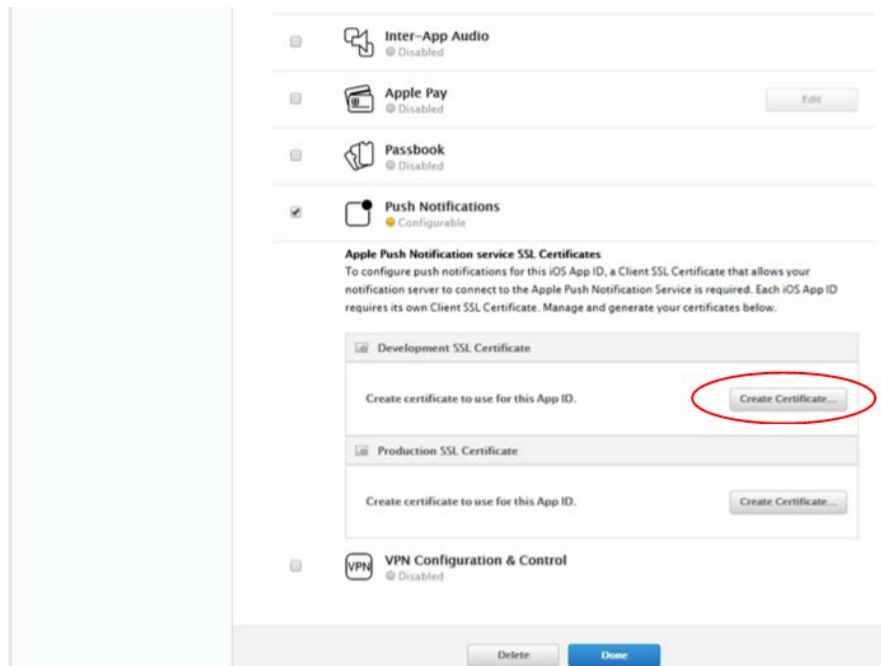 Inter-App Audio
Disabled
Apple Pay
Disabled
Edit
Passbook
Disabled
Push Notifications
Configurable
Apple Push Notification service SSL Certificates
To configure push notifications for this iOS App ID, a Client SSL Certificate that allows your
notification server to connect to the Apple Push Notification Service is required. Each iOS App ID
requires its own Client SSL Certificate. Manage and generate your certificates below.
Development SSL Certificate
Create certificate to use for this App ID.
Create Certificate...
Production SSL Certificate
Create certificate to use for this App ID.
Create Certificate...
VPN
VPN Configuration & Control
Disabled
Delete
Done